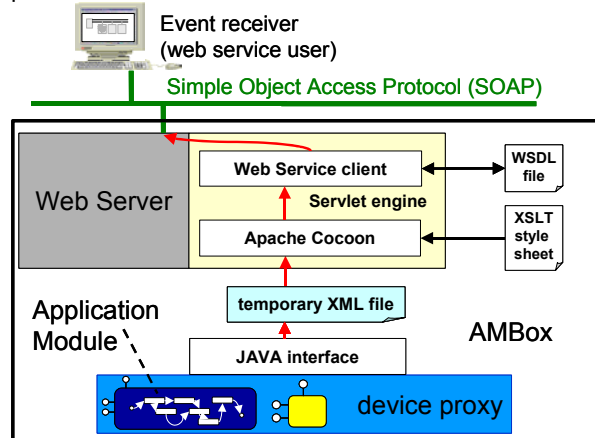 Event receiver
(web service user)
Simple Object Access Protocol (SOAP)
Web Server
Web Service client
WSDL
file
Servlet engine
Apache Cocoon
XSLT
style
sheet
temporary XML file
Application
Module
AMBox
JAVA interface
device proxy